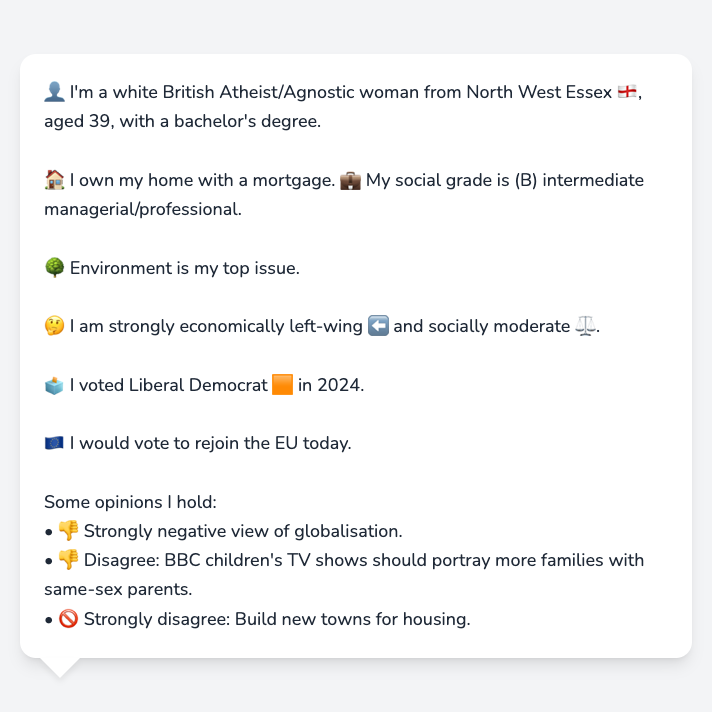 👤 I'm a white British Atheist/Agnostic woman from North West Essex 🏴󠁧󠁢󠁥󠁮󠁧󠁿,
aged 39, with a bachelor's degree.
🏠 I own my home with a mortgage. 💼 My social grade is (B) intermediate
managerial/professional.
🌳 Environment is my top issue.
🤔 I am strongly economically left-wing ⬅️ and socially moderate ⚖️.
🗳️ I voted Liberal Democrat 🟧 in 2024.
🇪🇺 I would vote to rejoin the EU today.
Some opinions I hold:
• 👎 Strongly negative view of globalisation.
• 👎 Disagree: BBC children's TV shows should portray more families with
same-sex parents.
• 🚫 Strongly disagree: Build new towns for housing.